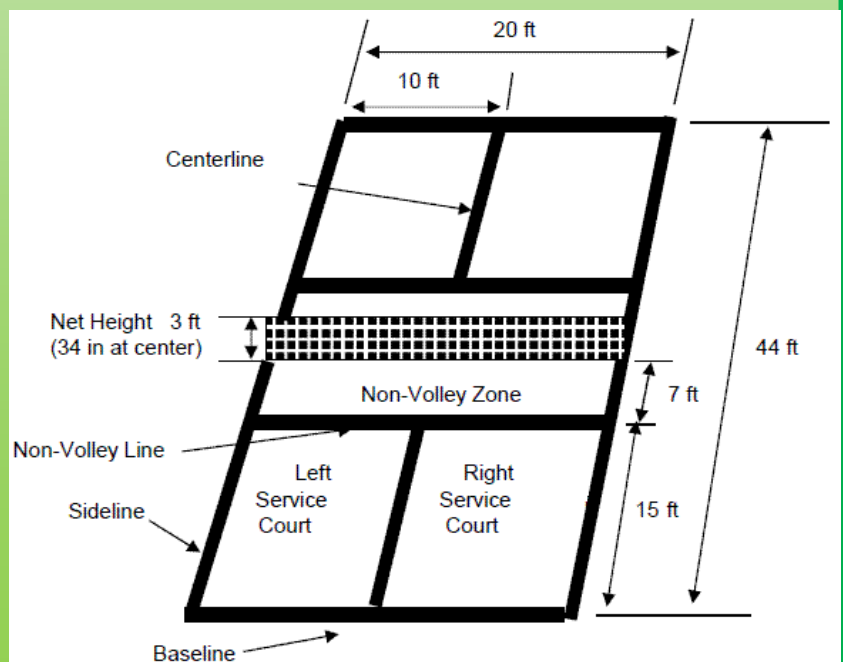 20 ft
10 ft
Centerline
Net Height 3 ft
(34 in at center)
44 ft
Non-Volley Zone
7 ft
Non-Volley Line
Left
Service
Court
Right
Service
Court
Sideline
15 ft
Baseline